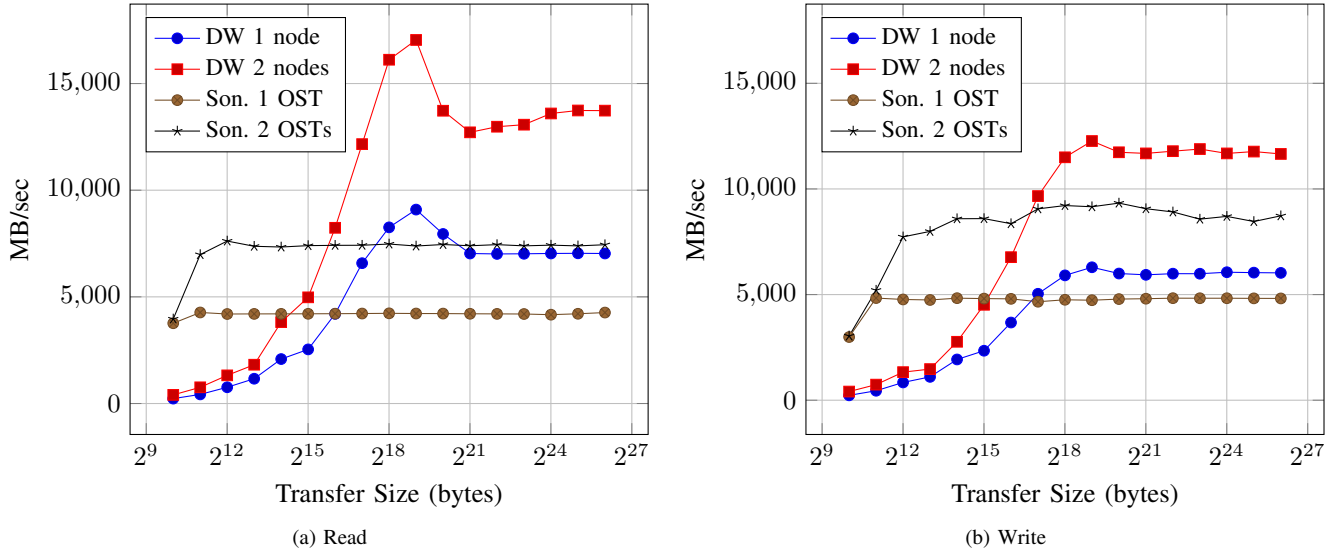 DW 1 node
DW 2 nodes
Son. 1 OST
Son. 2 OSTs
15,000
10,000
5,000
0
MB/sec
2^9 2^12 2^15 2^18 2^21 2^24 2^27
Transfer Size (bytes)
(a) Read
DW 1 node
DW 2 nodes
Son. 1 OST
Son. 2 OSTs
15,000
10,000
5,000
0
MB/sec
2^9 2^12 2^15 2^18 2^21 2^24 2^27
Transfer Size (bytes)
(b) Write